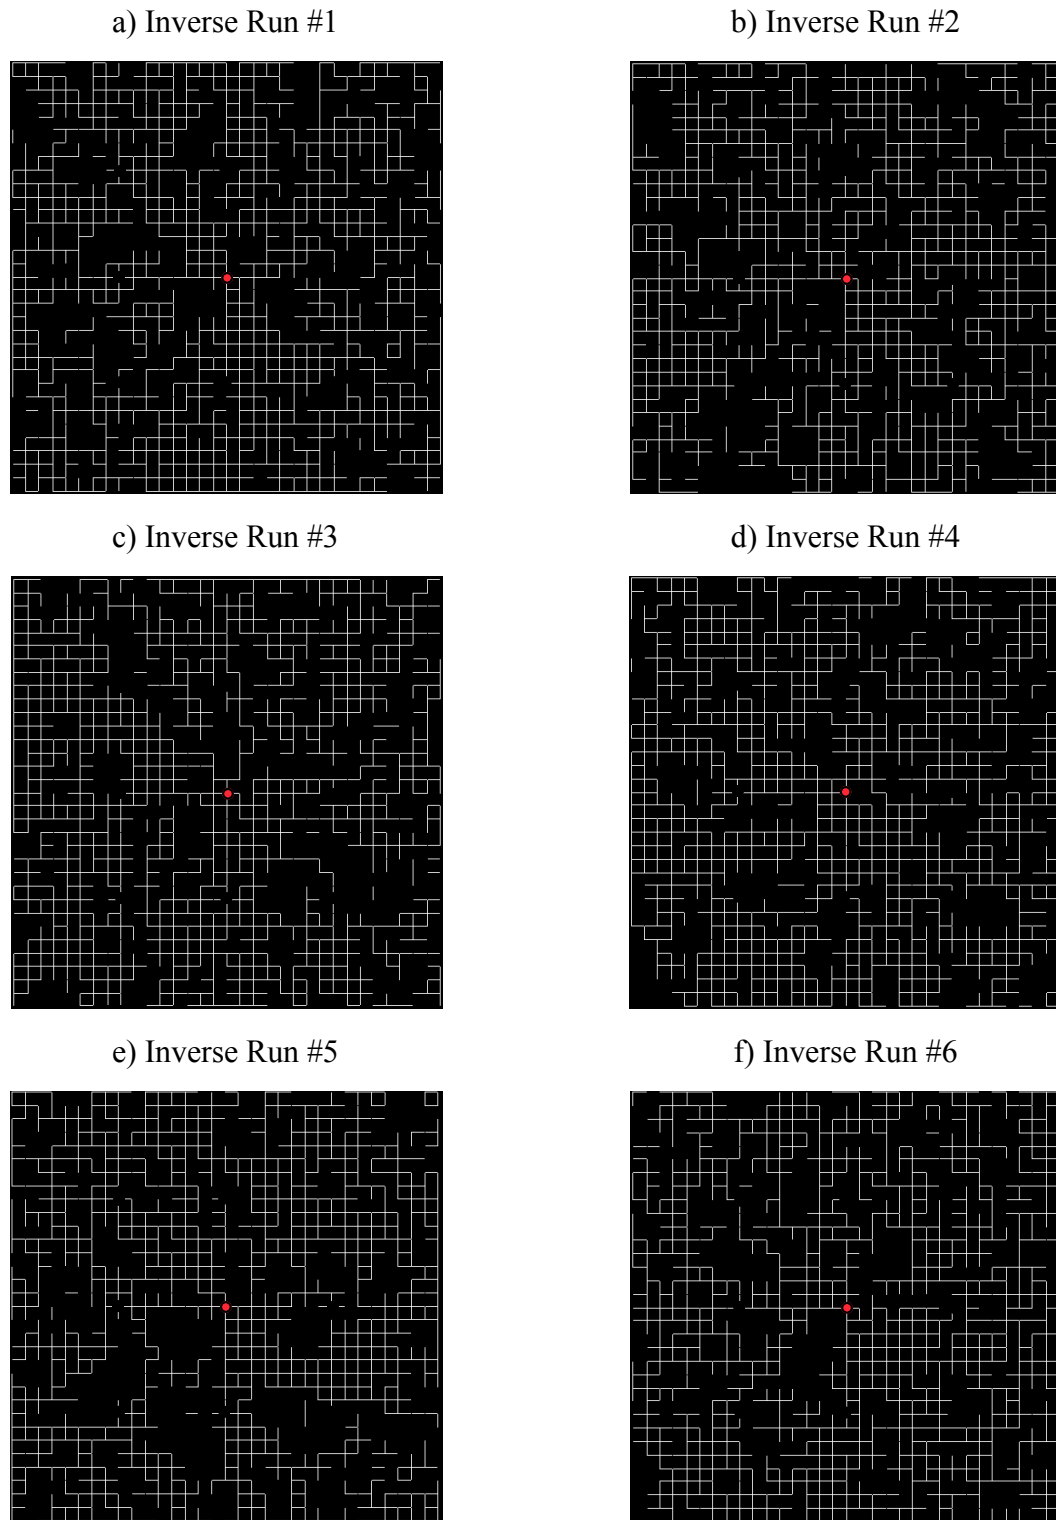 a) Inverse Run #1
b) Inverse Run #2
c) Inverse Run #3
d) Inverse Run #4
e) Inverse Run #5
f) Inverse Run #6